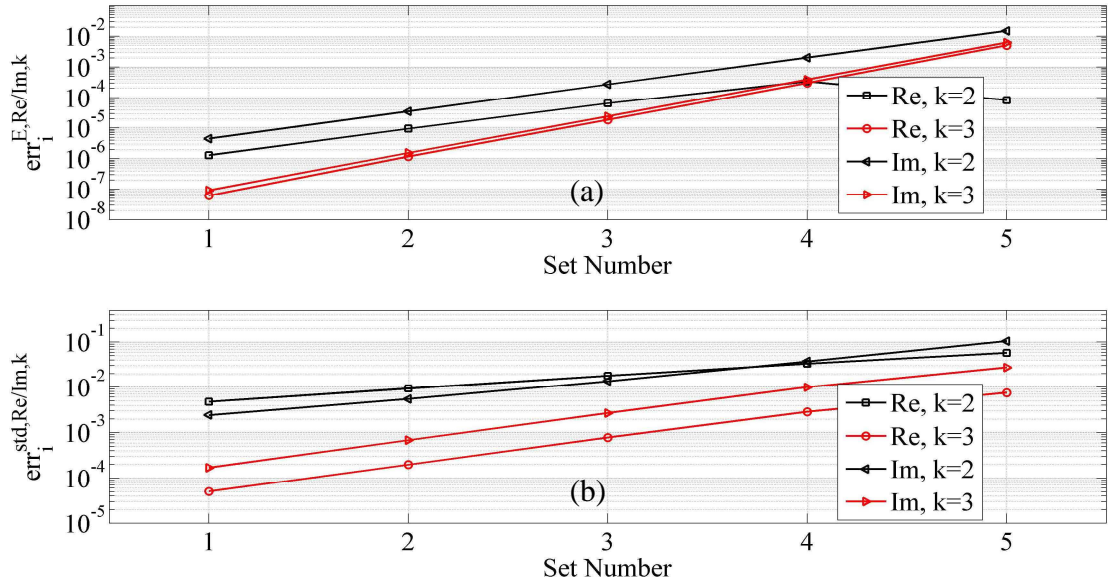 10^-2
10^-3
10^-4
10^-5
10^-6
10^-7
10^-8
err_i^E,Re/Im,k
Re, k=2
Re, k=3
Im, k=2
Im, k=3
(a)
1 2 3 4 5
Set Number
10^-1
10^-2
10^-3
10^-4
10^-5
err_i^std,Re/Im,k
Re, k=2
Re, k=3
Im, k=2
Im, k=3
(b)
1 2 3 4 5
Set Number